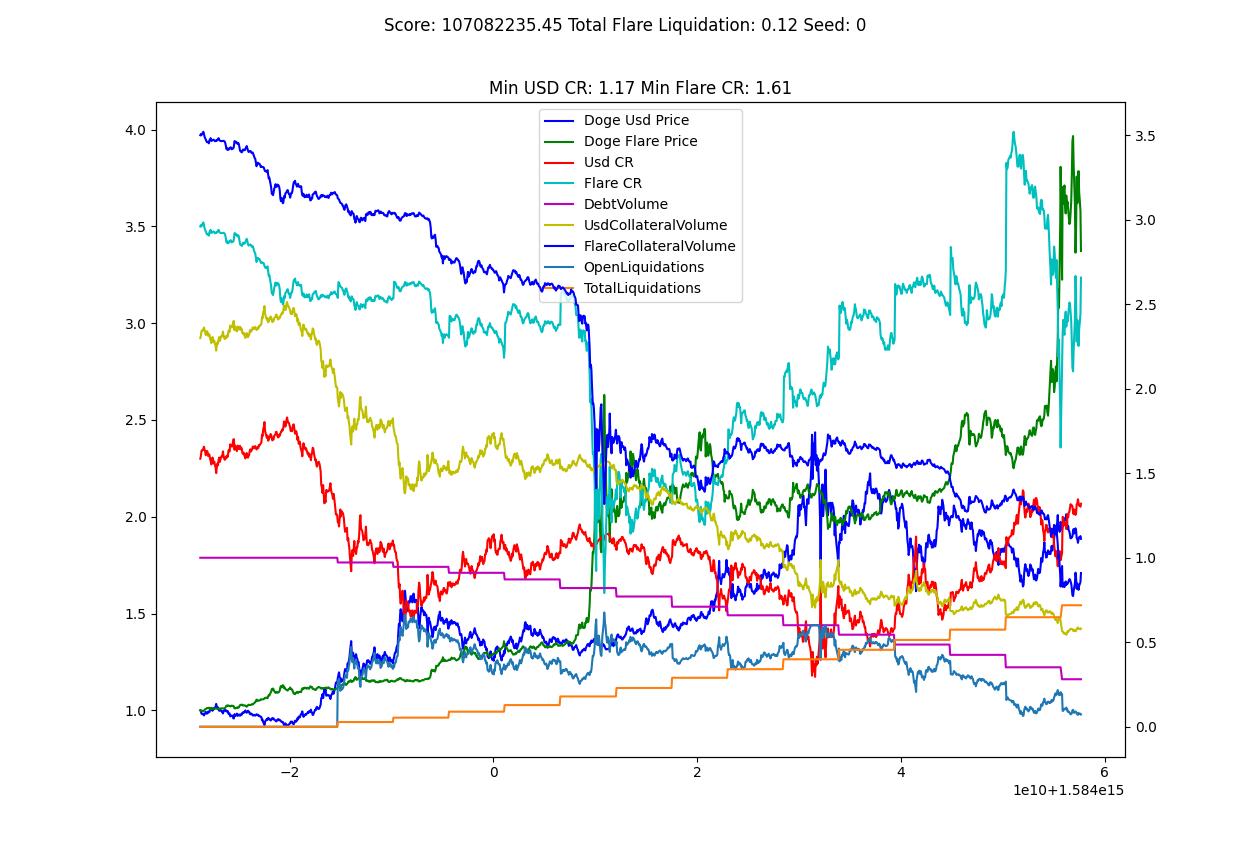 Score: 107082235.45 Total Flare Liquidation: 0.12 Seed: 0
Min USD CR: 1.17 Min Flare CR: 1.61
Doge Usd Price
Doge Flare Price
Usd CR
Flare CR
DebtVolume
UsdCollateralVolume
FlareCollateralVolume
OpenLiquidations
TotalLiquidations
4.0
3.5
3.0
2.5
2.0
1.5
1.0
3.5
3.0
2.5
2.0
1.5
1.0
0.5
0.0
−2 0 2 4 6
1e10+1.584e15